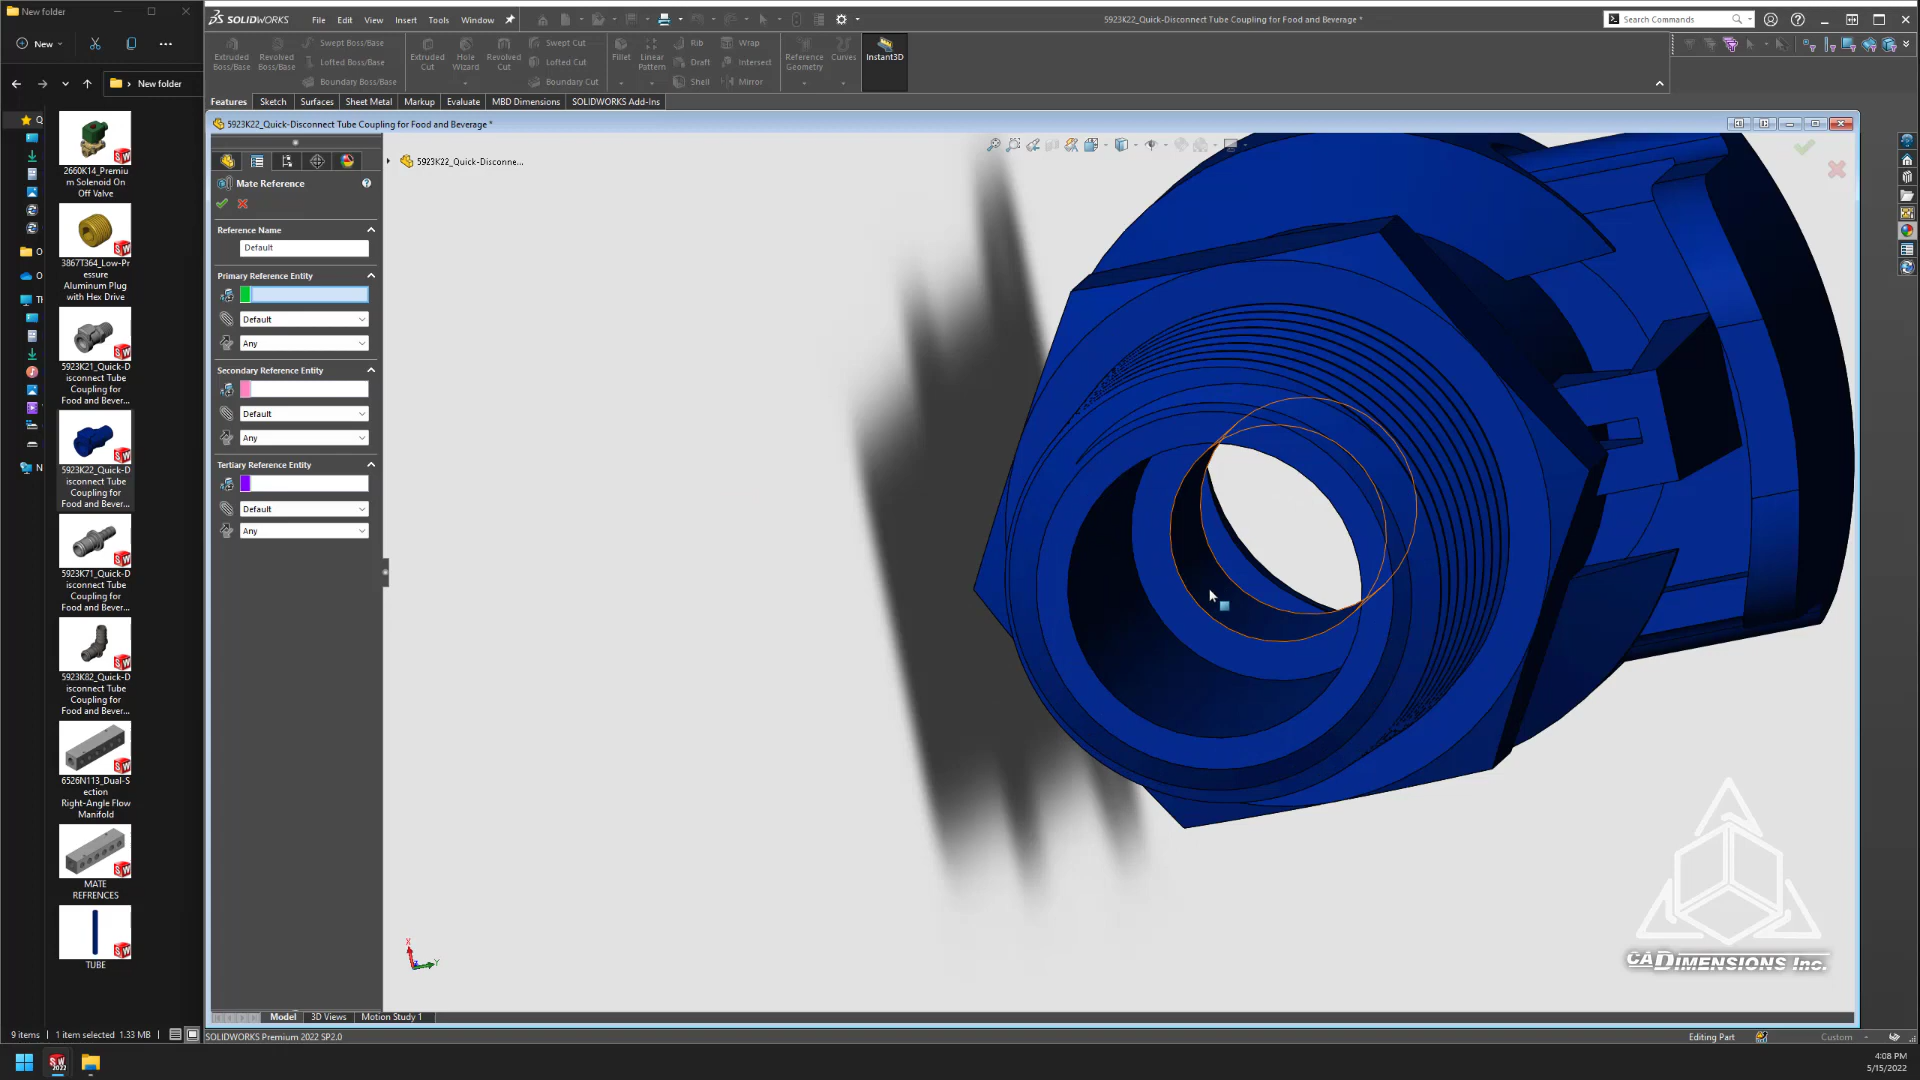 New folder
New
New folder
2660K14_Premiu
m Solenoid On
Off Valve
3867T364_Low-Pr
essure
Aluminum Plug
with Hex Drive
5923K21_Quick-D
isconnect Tube
Coupling for
Food and Bever...
5923K22_Quick-D
isconnect Tube
Coupling for
Food and Bever...
5923K71_Quick-D
isconnect Tube
Coupling for
Food and Bever...
5923K82_Quick-D
isconnect Tube
Coupling for
Food and Bever...
6526N113_Dual-S
ection
Right-Angle Flow
Manifold
MATE
REFRENCES
TUBE
9 items
1 item selected 1.33 MB
SOLIDWORKS
File
Edit
View
Insert
Tools
Window
5923K22_Quick-Disconnect Tube Coupling for Food and Beverage *
Search Commands
Extruded Boss/Base
Revolved Boss/Base
Swept Boss/Base
Lofted Boss/Base
Boundary Boss/Base
Extruded Cut
Hole Wizard
Revolved Cut
Swept Cut
Lofted Cut
Boundary Cut
Fillet
Linear Pattern
Rib
Draft
Shell
Wrap
Intersect
Mirror
Reference Geometry
Curves
Instant3D
Features
Sketch
Surfaces
Sheet Metal
Markup
Evaluate
MBD Dimensions
SOLIDWORKS Add-Ins
5923K22_Quick-Disconnect Tube Coupling for Food and Beverage *
5923K22_Quick-Disconne...
Mate Reference
Reference Name
Default
Primary Reference Entity
Default
Any
Secondary Reference Entity
Default
Any
Tertiary Reference Entity
Default
Any
X
Y
CADIMENSIONS Inc.
Model
3D Views
Motion Study 1
SOLIDWORKS Premium 2022 SP2.0
Editing Part
Custom
4:08 PM
5/15/2022